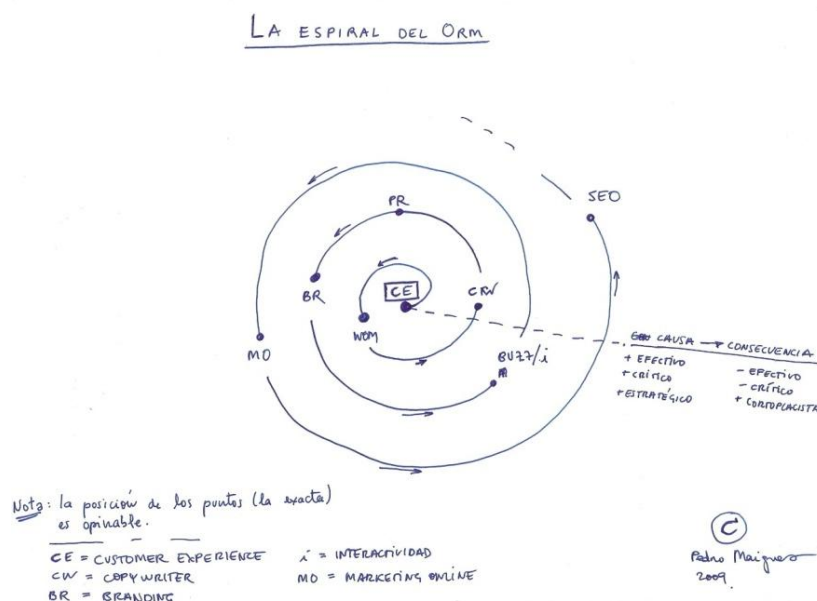 LA ESPIRAL DEL ORM
SEO
PR
CE
BR
CRW
WOM
MO
BUZZ/i
CAUSA → CONSECUENCIA
+ EFECTIVO - EFECTIVO
+ CRÍTICO - CRÍTICO
+ ESTRATÉGICO + CORTOPLACISTA
Nota: la posición de los puntos (la exacta)
es opinable.
CE = CUSTOMER EXPERIENCE i = INTERACTIVIDAD
CW = COPYWRITER MO = MARKETING ONLINE
BR = BRANDING
C
Pedro
2009.